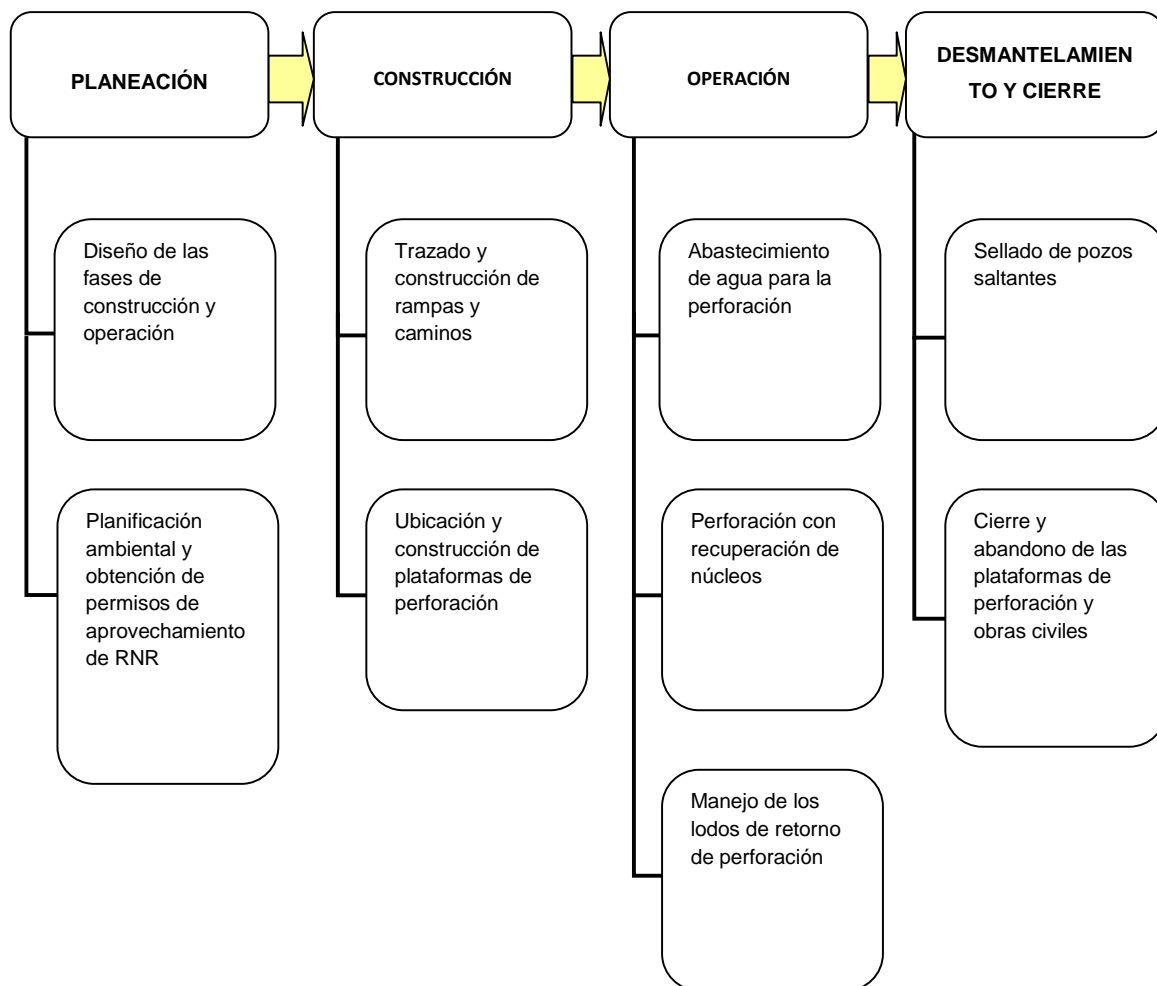 PLANEACIÓN
CONSTRUCCIÓN
OPERACIÓN
DESMANTELAMIEN
TO Y CIERRE
Diseño de las
fases de
construcción y
operación
Trazado y
construcción de
rampas y
caminos
Abastecimiento
de agua para la
perforación
Sellado de pozos
saltantes
Planificación
ambiental y
obtención de
permisos de
aprovechamiento
de RNR
Ubicación y
construcción de
plataformas de
perforación
Perforación con
recuperación de
núcleos
Cierre y
abandono de las
plataformas de
perforación y
obras civiles
Manejo de los
lodos de retorno
de perforación